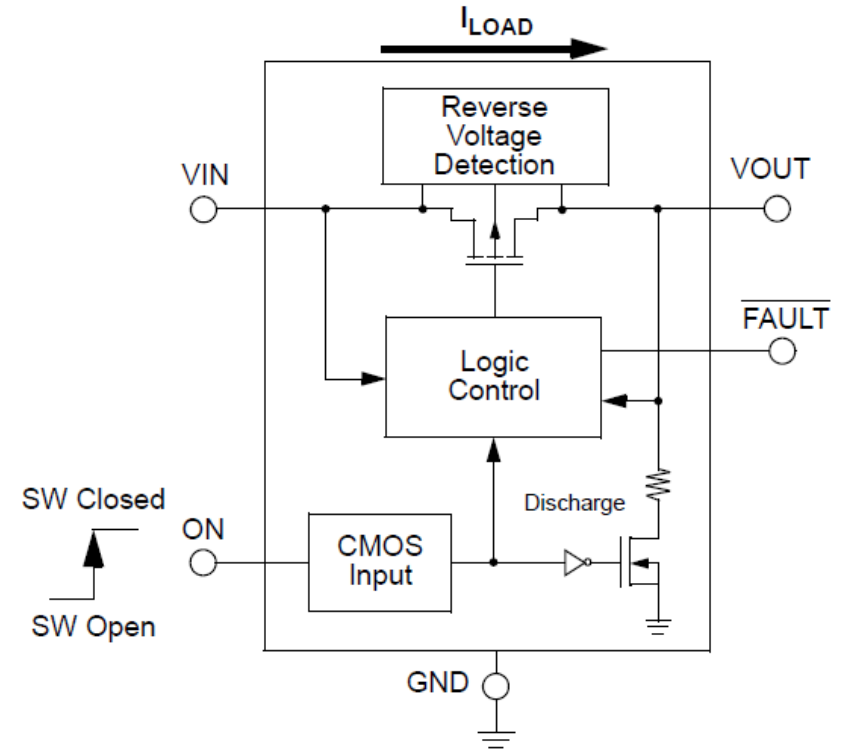 ILOAD
Reverse
Voltage
Detection
VIN
VOUT
FAULT
Logic
Control
SW Closed
Discharge
ON
CMOS
Input
SW Open
GND